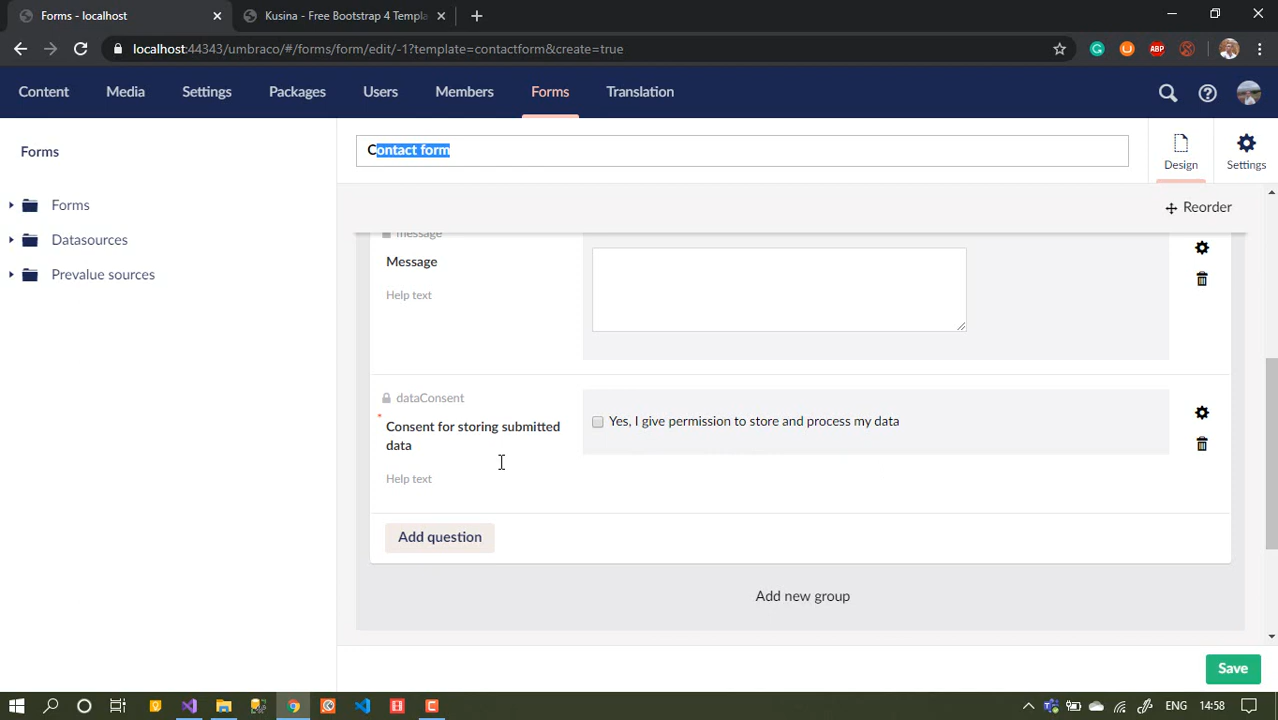 Forms - localhost
Kusina - Free Bootstrap 4 Templa
localhost:44343/umbraco/#/forms/form/edit/-1?template=contactform&create=true
ABP
Content Media Settings Packages Users Members Forms Translation
Forms
Contact form
Design
Settings
Forms
Datasources
Prevalue sources
Reorder
message
Message
Help text
dataConsent
* Consent for storing submitted
data
Yes, I give permission to store and process my data
Help text
Add question
Add new group
Save
ENG 14:58